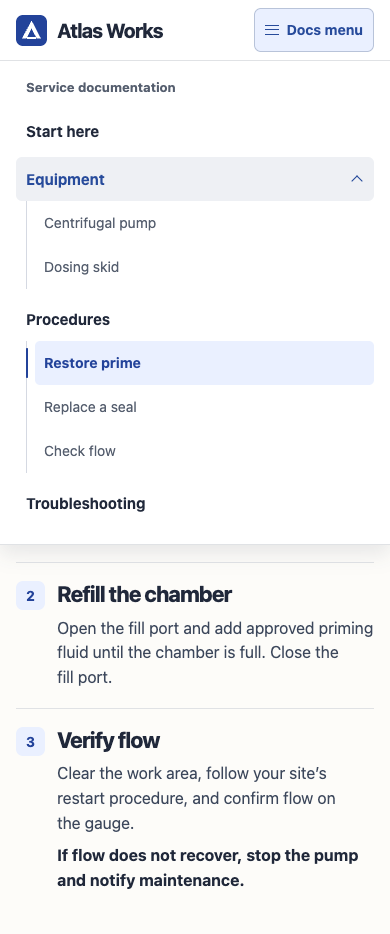 Atlas Works
Docs menu
Service documentation
Start here
Equipment
Centrifugal pump
Dosing skid
Procedures
Restore prime
Replace a seal
Check flow
Troubleshooting
2
Refill the chamber
Open the fill port and add approved priming
fluid until the chamber is full. Close the
fill port.
3
Verify flow
Clear the work area, follow your site’s
restart procedure, and confirm flow on
the gauge.
If flow does not recover, stop the pump
and notify maintenance.